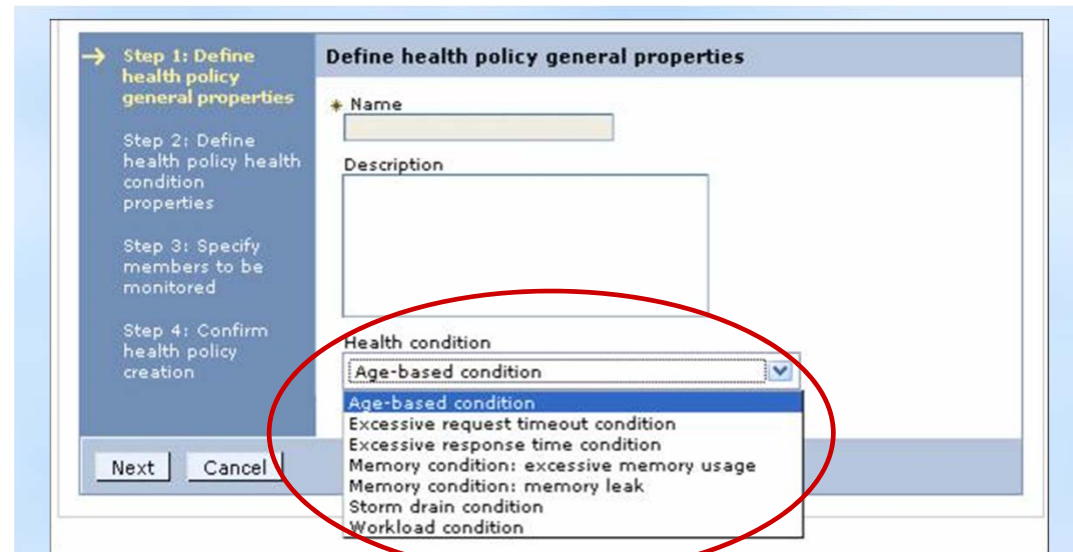 Step 1: Define
health policy
general properties
Step 2: Define
health policy health
condition
properties
Step 3: Specify
members to be
monitored
Step 4: Confirm
health policy
creation
Define health policy general properties
* Name
Description
Health condition
Age-based condition
Age-based condition
Excessive request timeout condition
Excessive response time condition
Memory condition: excessive memory usage
Memory condition: memory leak
Storm drain condition
Workload condition
Next Cancel